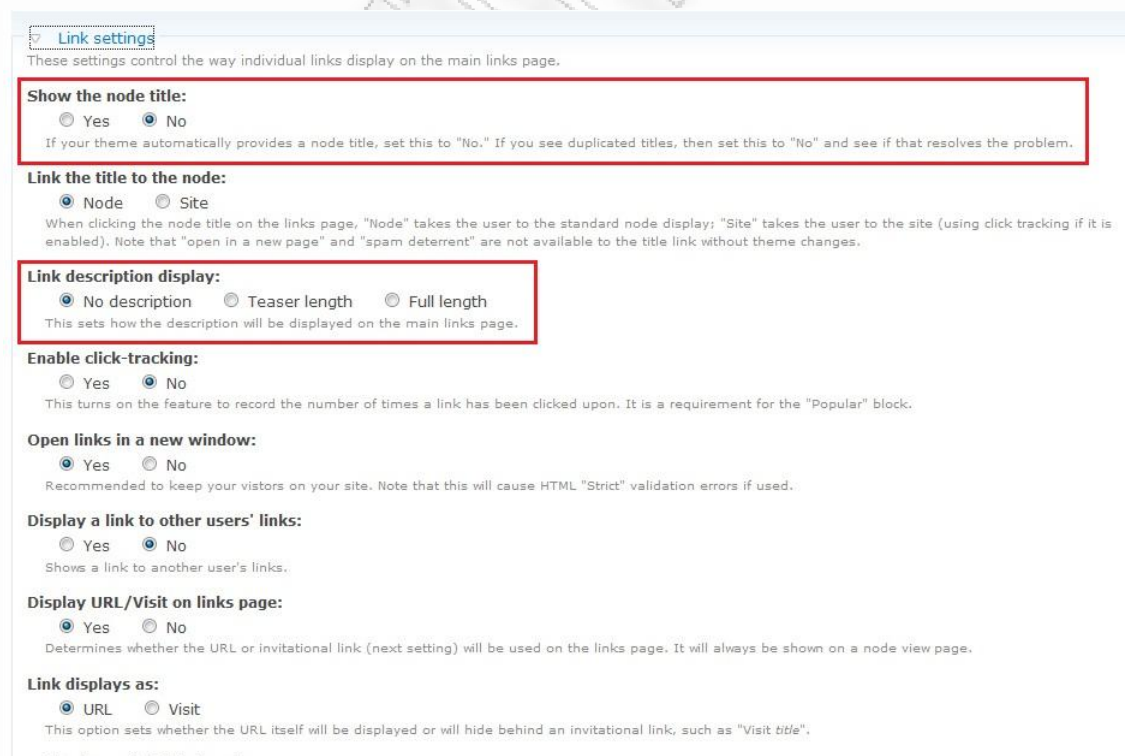 Link settings
These settings control the way individual links display on the main links page.
Show the node title:
Yes No
If your theme automatically provides a node title, set this to "No." If you see duplicated titles, then set this to "No" and see if that resolves the problem.
Link the title to the node:
Node Site
When clicking the node title on the links page, "Node" takes the user to the standard node display; "Site" takes the user to the site (using click tracking if it is
enabled). Note that "open in a new page" and "spam deterrent" are not available to the title link without theme changes.
Link description display:
No description Teaser length Full length
This sets how the description will be displayed on the main links page.
Enable click-tracking:
Yes No
This turns on the feature to record the number of times a link has been clicked upon. It is a requirement for the "Popular" block.
Open links in a new window:
Yes No
Recommended to keep your vistors on your site. Note that this will cause HTML "Strict" validation errors if used.
Display a link to other users' links:
Yes No
Shows a link to another user's links.
Display URL/Visit on links page:
Yes No
Determines whether the URL or invitational link (next setting) will be used on the links page. It will always be shown on a node view page.
Link displays as:
URL Visit
This option sets whether the URL itself will be displayed or will hide behind an invitational link, such as "Visit title".